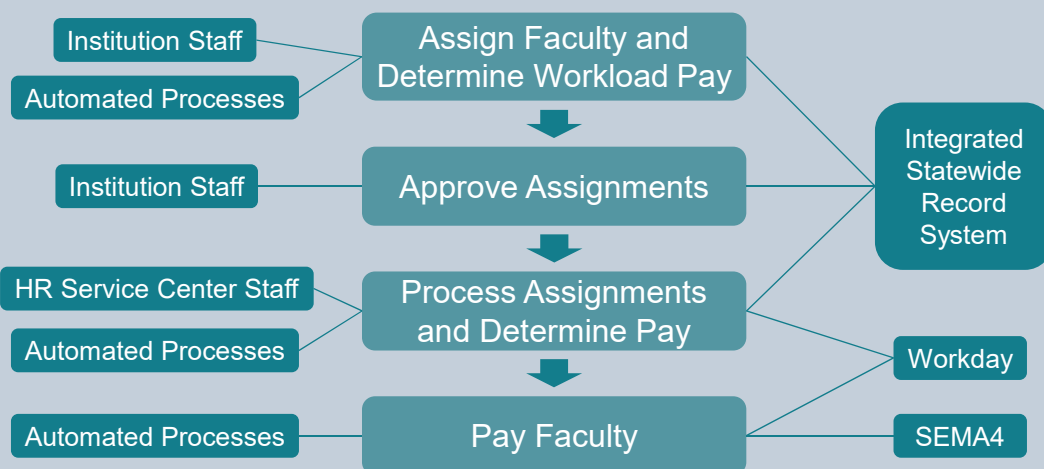 Institution Staff
Automated Processes
Assign Faculty and
Determine Workload Pay
Integrated
Statewide
Record
System
Institution Staff
Approve Assignments
HR Service Center Staff
Automated Processes
Process Assignments
and Determine Pay
Workday
Automated Processes
Pay Faculty
SEMA4